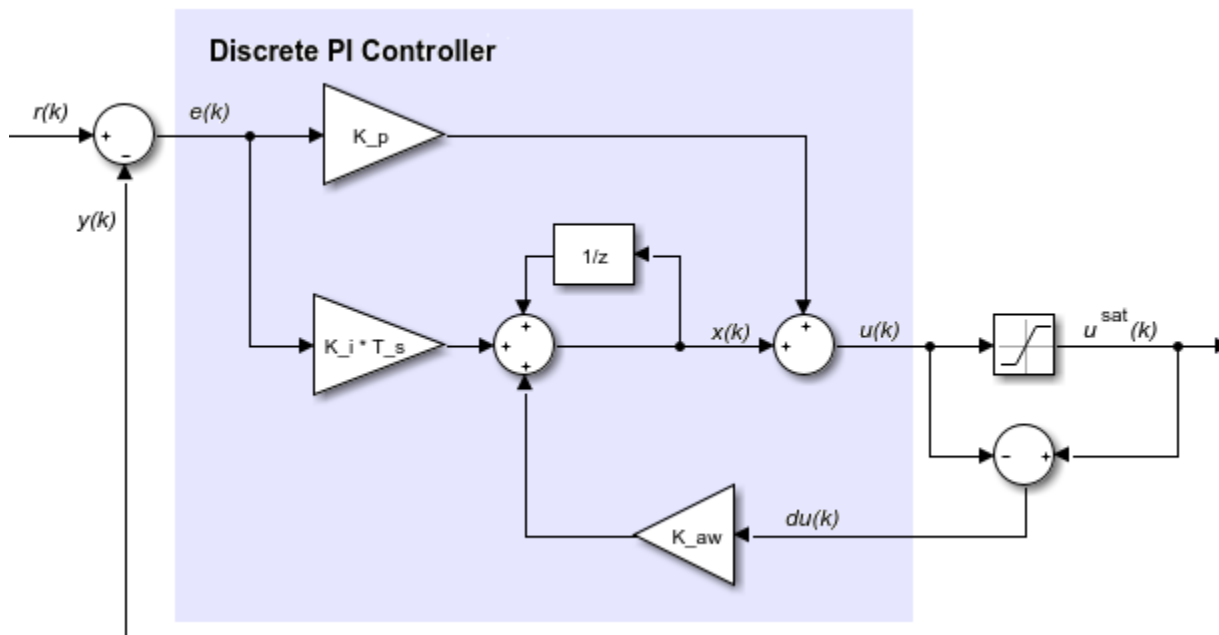 Discrete PI Controller
r(k)
+
−
e(k)
K_p
y(k)
1/z
K_i * T_s
+
+
+
x(k)
+
+
u(k)
u^sat(k)
−
+
K_aw
du(k)